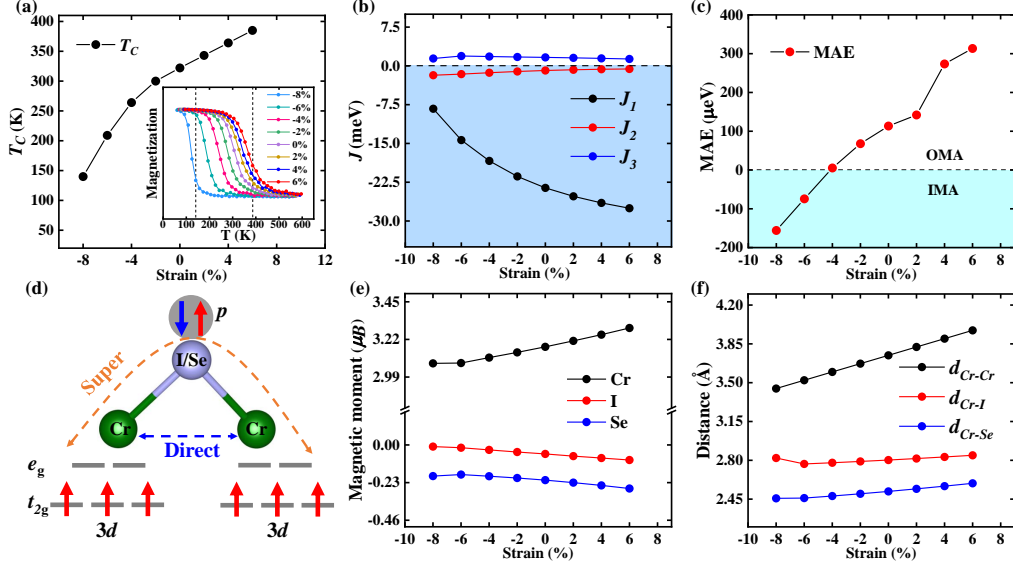 (a)
400
350
300
250
200
150
100
50
T_C (K)
T_C
-8 -4 0 4 8 12
Strain (%)
Magnetization
-8%
-6%
-4%
-2%
0%
2%
4%
6%
0 100 200 300 400 500 600
T (K)
(b)
7.5
0.0
-7.5
-15.0
-22.5
-30.0
J (meV)
J_1
J_2
J_3
-10 -8 -6 -4 -2 0 2 4 6 8
Strain (%)
(c)
400
300
200
100
0
-100
-200
MAE (μeV)
MAE
OMA
IMA
-10 -8 -6 -4 -2 0 2 4 6 8
Strain (%)
(d)
p
I/Se
Super
Cr
Cr
Direct
e_g
t_2g
3d
3d
(e)
3.45
3.22
2.99
0.00
-0.23
-0.46
Magnetic moment (μB)
Cr
I
Se
-10 -8 -6 -4 -2 0 2 4 6 8
Strain (%)
(f)
4.20
3.85
3.50
3.15
2.80
2.45
Distance (Å)
d_Cr-Cr
d_Cr-I
d_Cr-Se
-10 -8 -6 -4 -2 0 2 4 6 8
Strain (%)